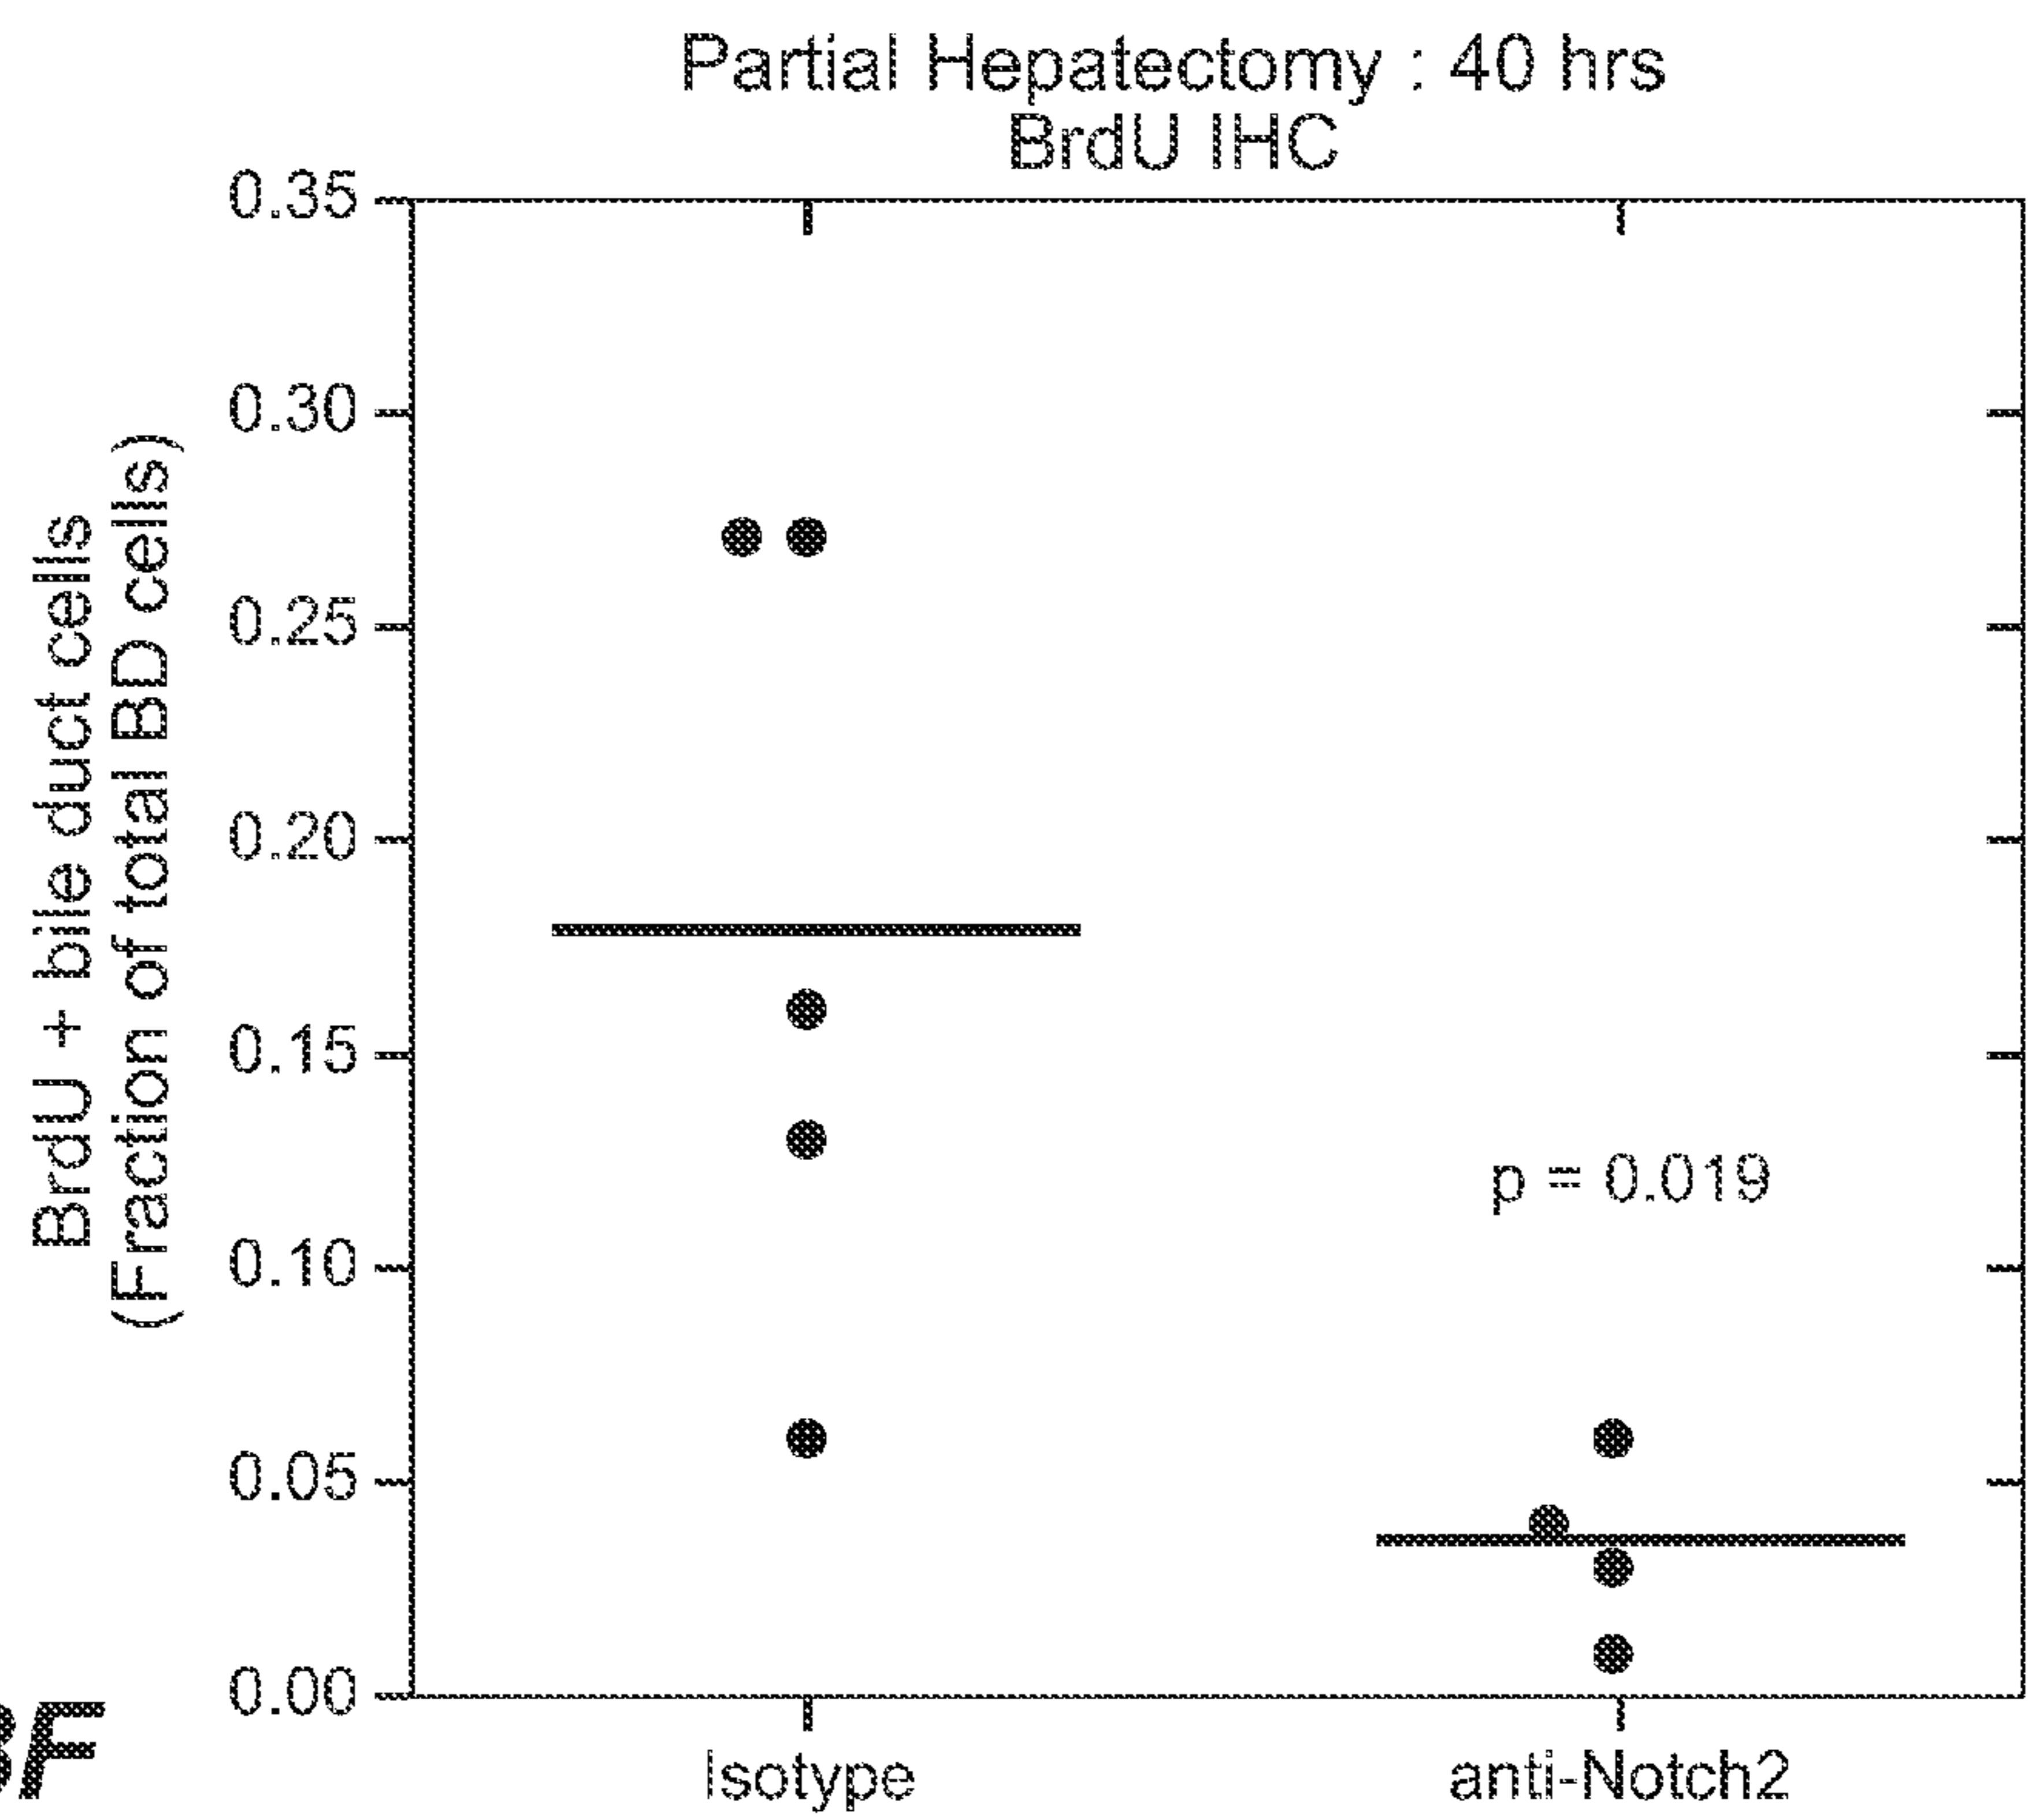 Partial Hepatectomy : 40 hrs
BrdU IHC
BrdU + bile duct cells
(Fraction of total BD cells)
0.35
0.30
0.25
0.20
0.15
0.10
0.05
0.00
p = 0.019
Isotype
anti-Notch2